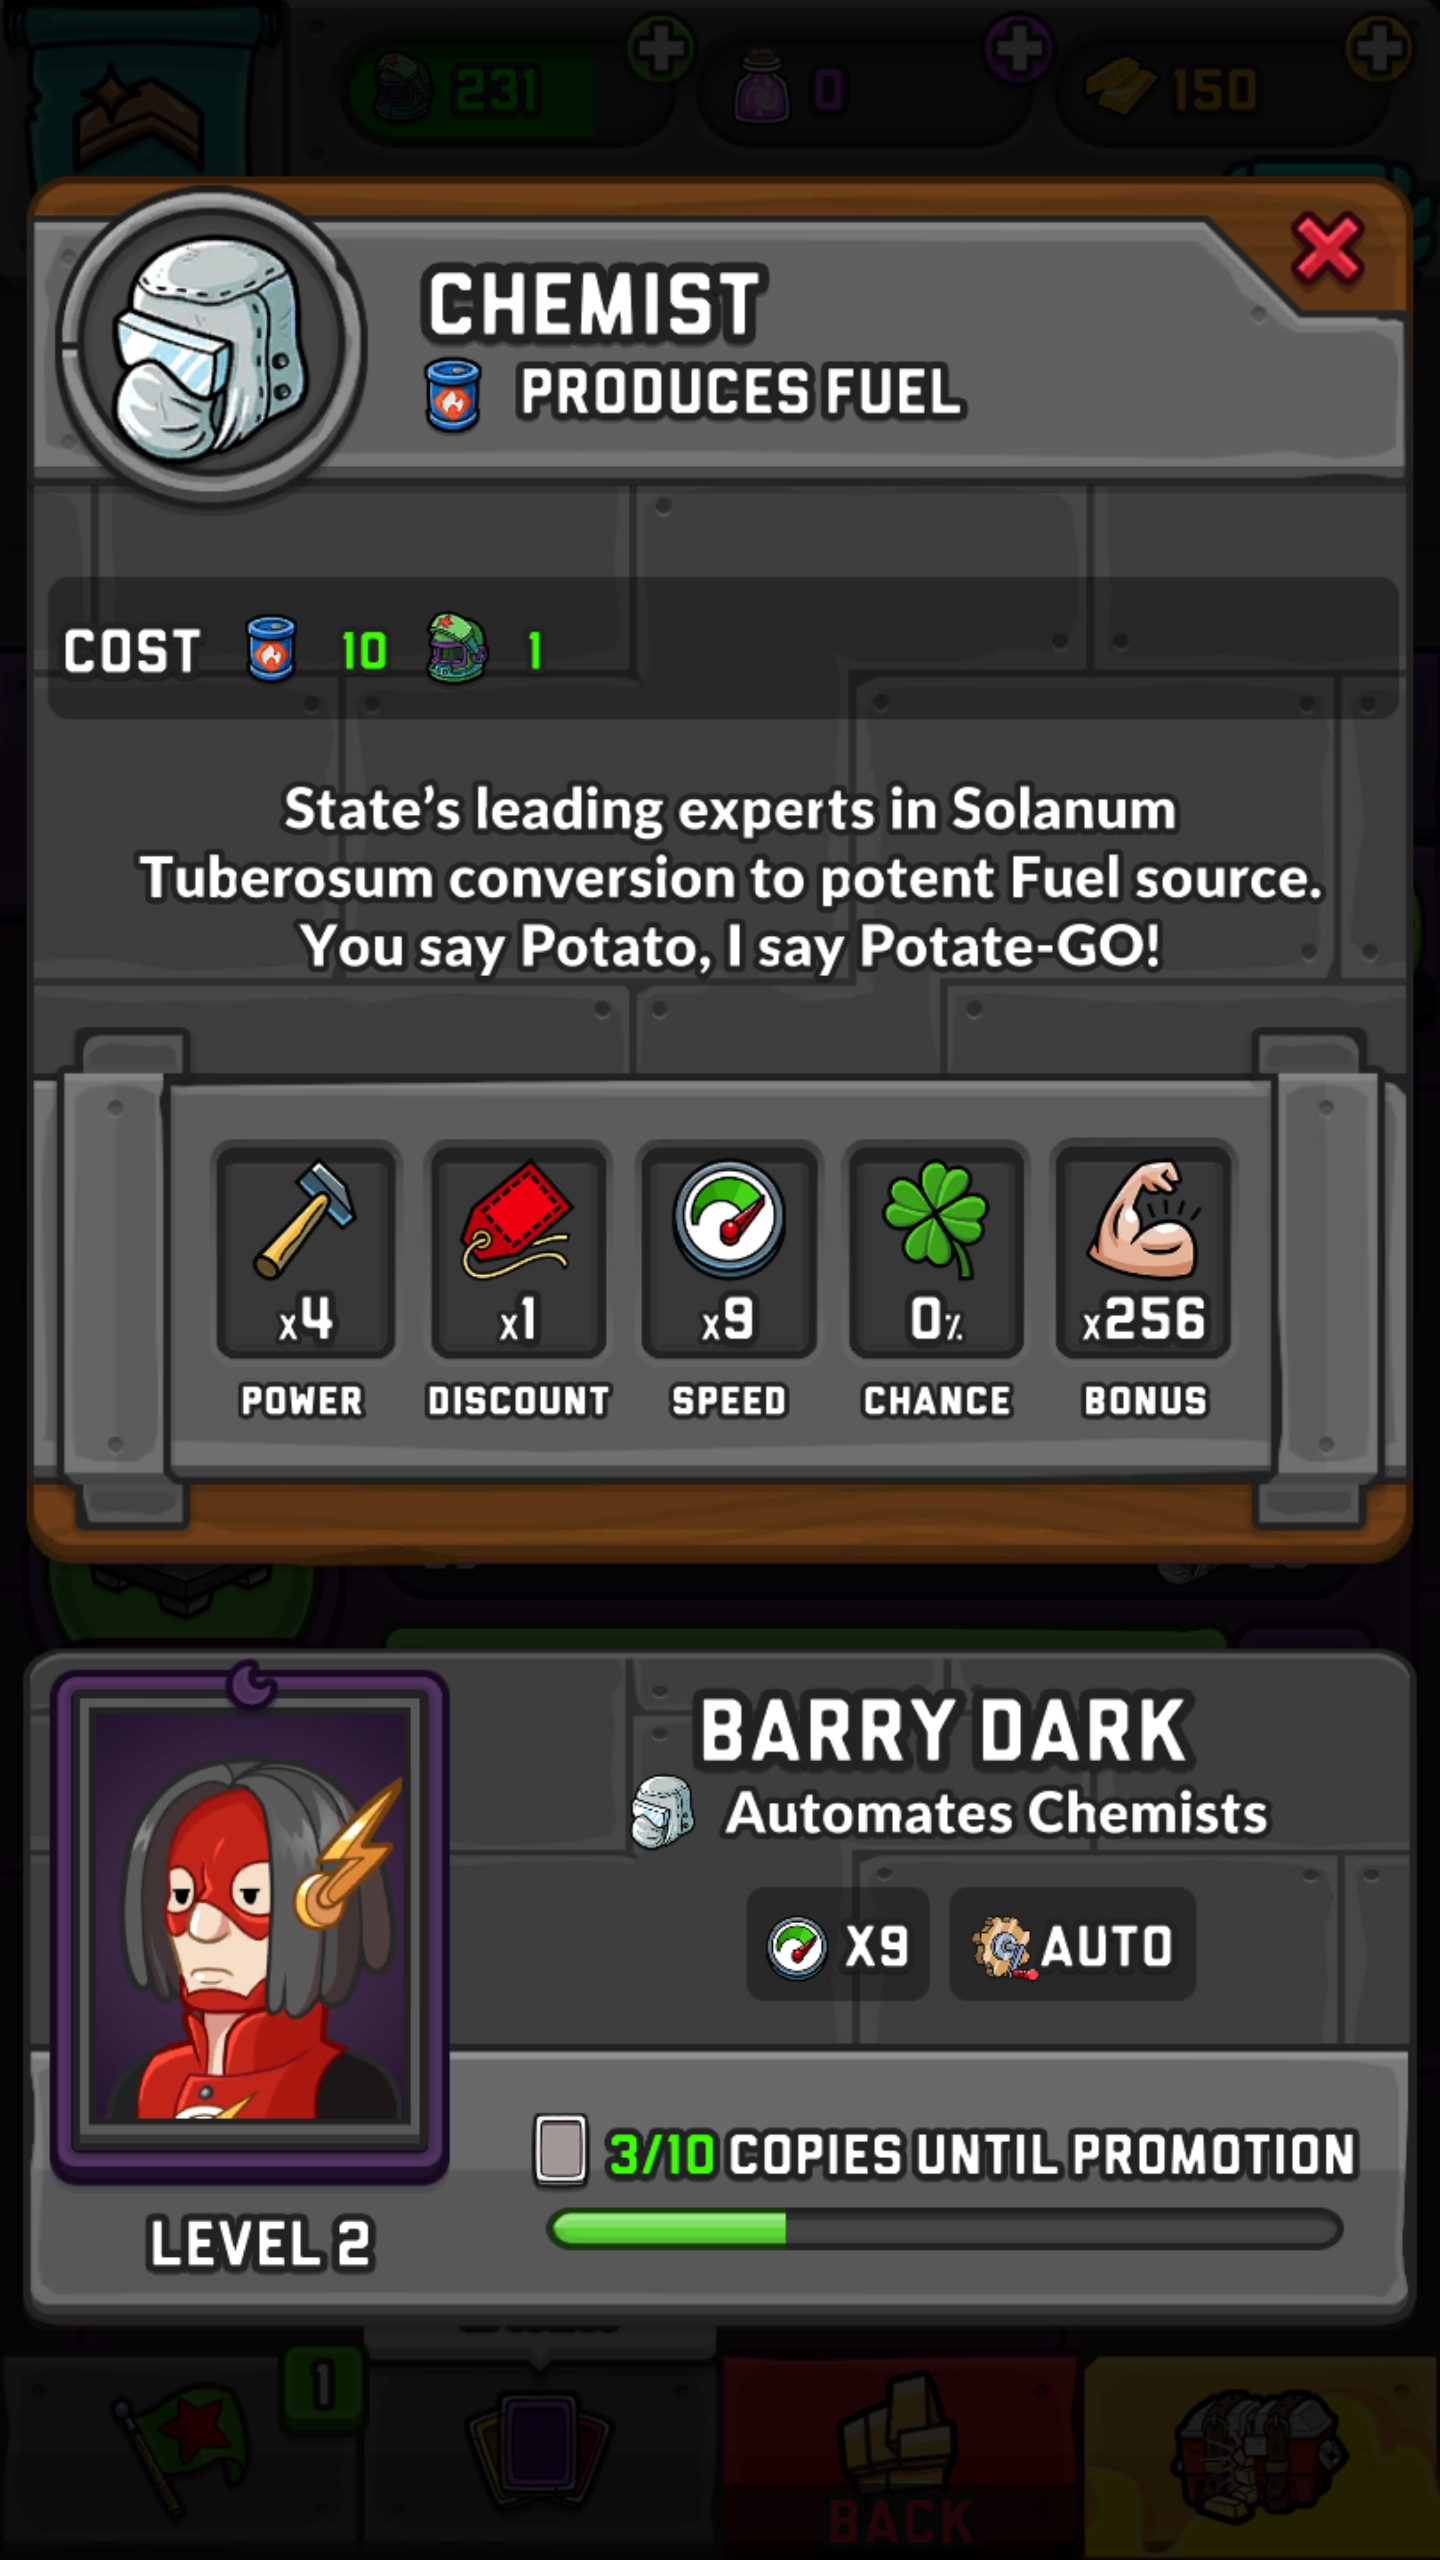 231
0
150
CHEMIST
PRODUCES FUEL
COST 10 1
State’s leading experts in Solanum
Tuberosum conversion to potent Fuel source.
You say Potato, I say Potate-GO!
x4 x1 x9 0% x256
POWER DISCOUNT SPEED CHANCE BONUS
BARRY DARK
Automates Chemists
X9 AUTO
3/10 COPIES UNTIL PROMOTION
LEVEL 2
1
BACK